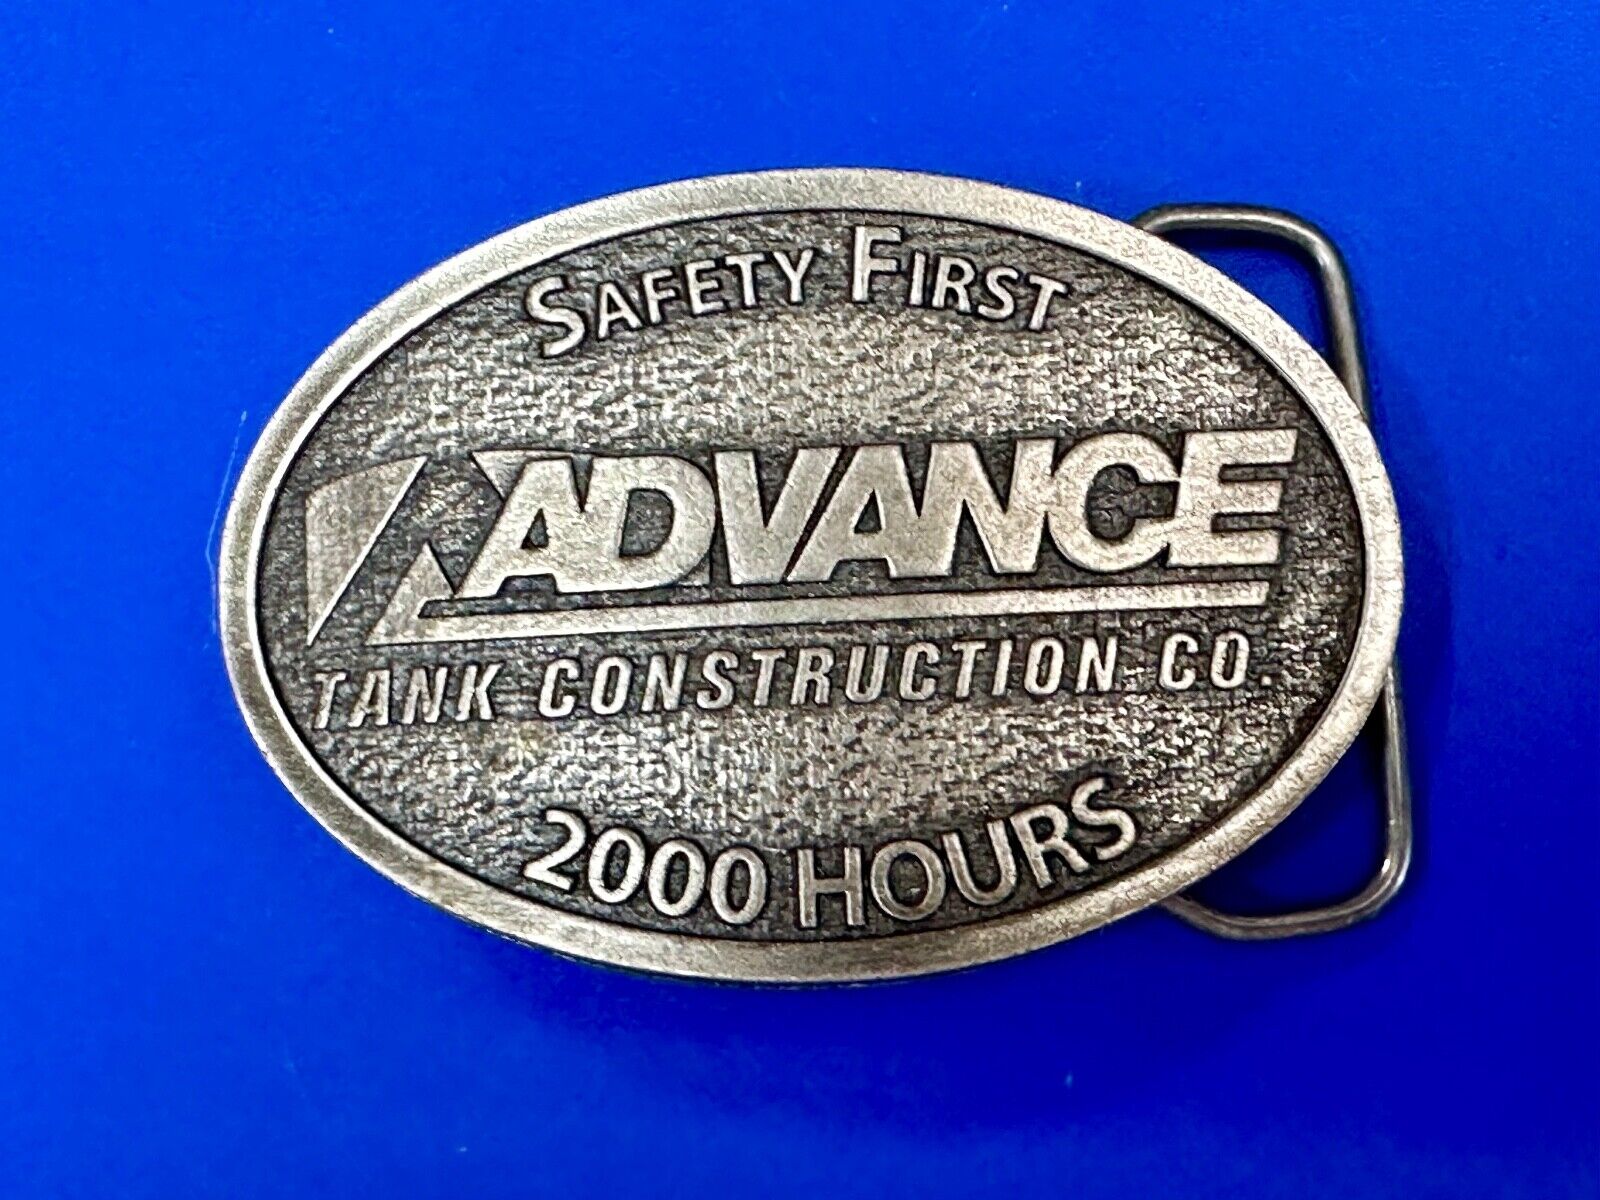 SAFETY FIRST
ADVANCE
TANK CONSTRUCTION CO.
2000 HOURS